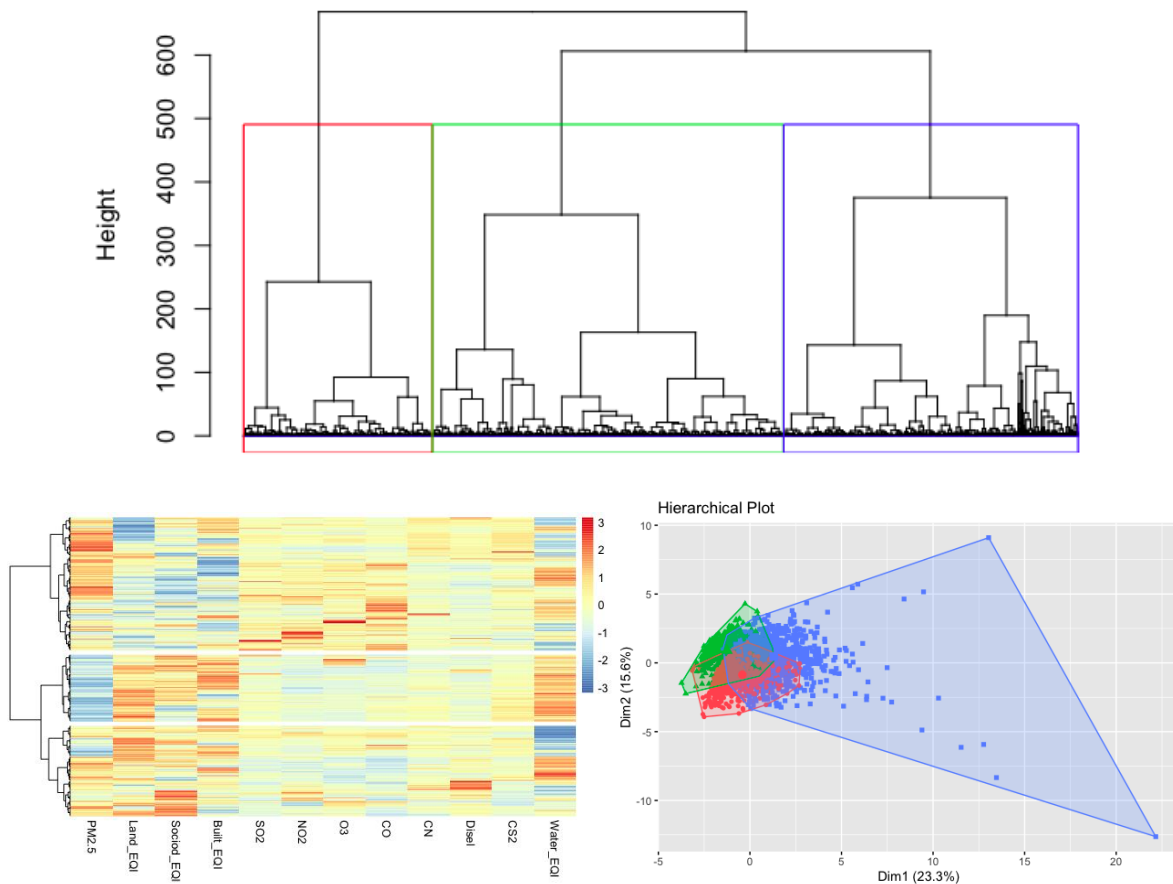 Height
600
500
400
300
200
100
0
3
2
1
0
-1
-2
-3
PM2.5
Land_EQI
Sociod_EQI
Built_EQI
SO2
NO2
O3
CO
CN
Disel
CS2
Water_EQI
Hierarchical Plot
Dim2 (15.6%)
10
5
0
-5
-10
-5 0 5 10 15 20
Dim1 (23.3%)